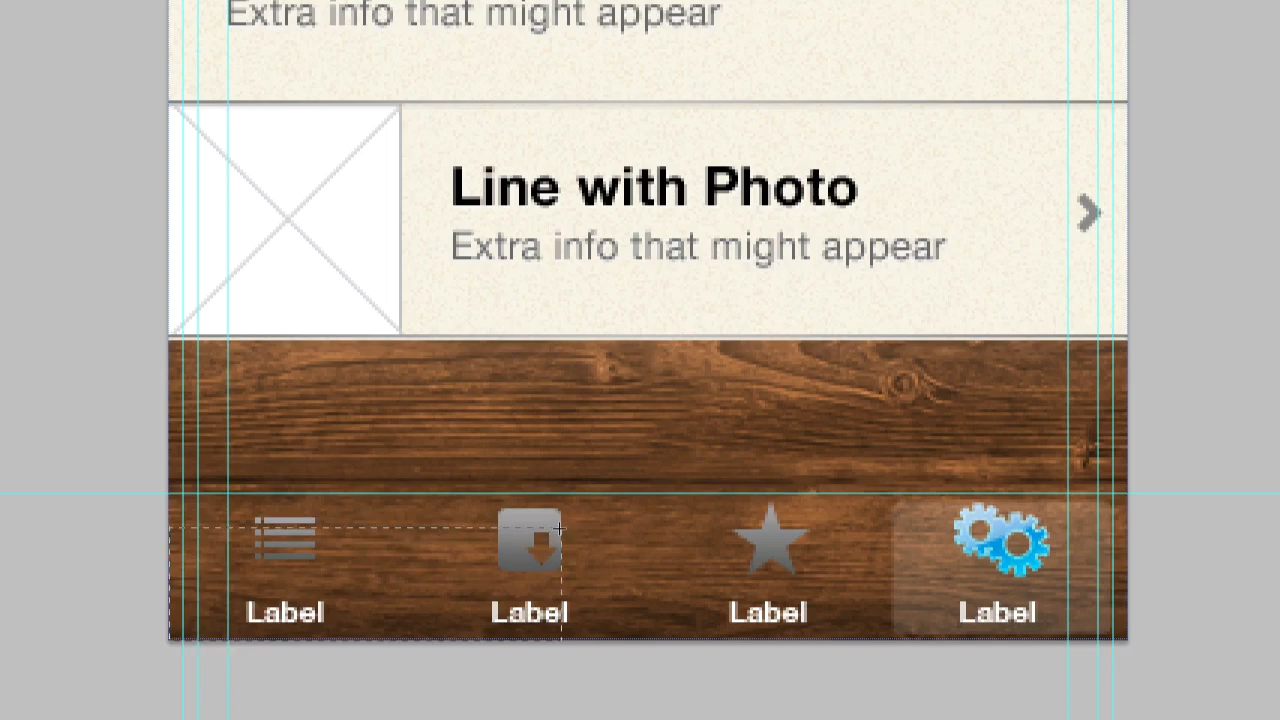 Extra info that might appear
Line with Photo
Extra info that might appear
Label Label Label Label